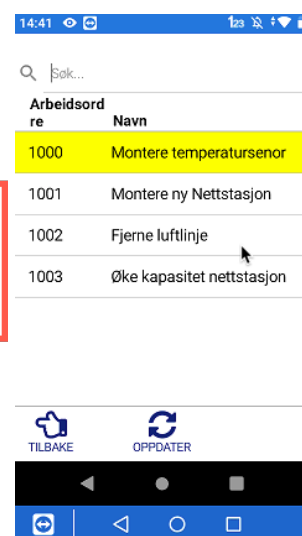 14:41
123
Søk...
Arbeidsord
re Navn
1000 Montere temperatursenor
1001 Montere ny Nettstasjon
1002 Fjerne luftlinje
1003 Øke kapasitet nettstasjon
TILBAKE OPPDATER